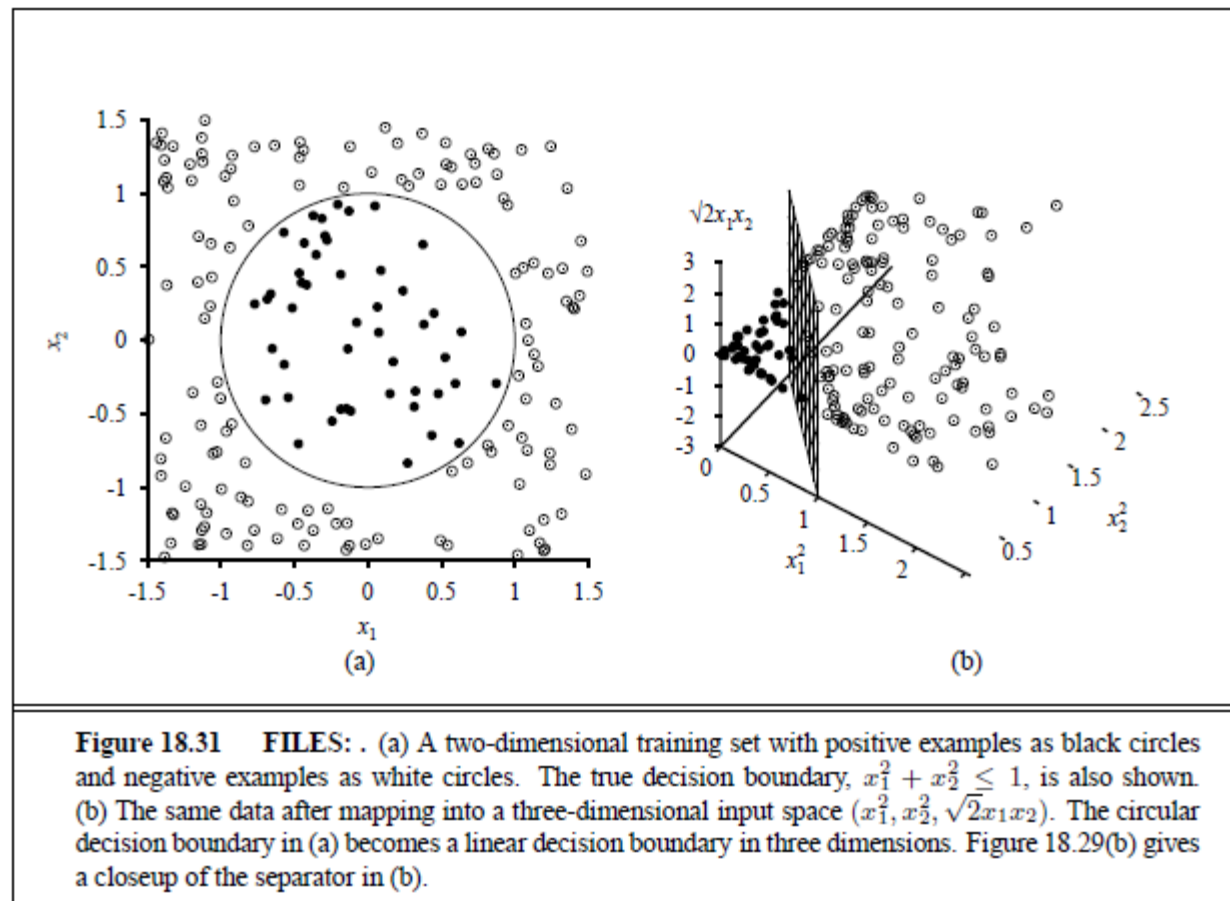 1.5
1
0.5
0
-0.5
-1
-1.5
x₂
-1.5 -1 -0.5 0 0.5 1 1.5
x₁
(a)
√2x₁x₂
3
2
1
0
-1
-2
-3
0
0.5
1
1.5
2
x₁²
0.5
1
1.5
2
2.5
x₂²
(b)
Figure 18.31 FILES: . (a) A two-dimensional training set with positive examples as black circles
and negative examples as white circles. The true decision boundary, x₁² + x₂² ≤ 1, is also shown.
(b) The same data after mapping into a three-dimensional input space (x₁², x₂², √2x₁x₂). The circular
decision boundary in (a) becomes a linear decision boundary in three dimensions. Figure 18.29(b) gives
a closeup of the separator in (b).